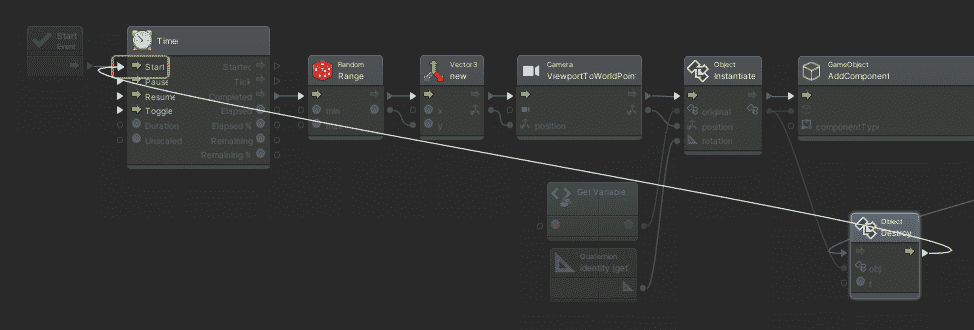 Start
Event
Timer
Start
Pause
Resume
Toggle
Duration
Unscaled
Started
Tick
Completed
Elapsed
Elapsed %
Remaining
Remaining %
Random
Range
min
max
Vector3
new
x
y
Camera
ViewportToWorldPoin
position
Object
Instantiate
original
position
rotation
GameObject
AddComponent
componentType
Get Variable
Quaternion
identity (get
Object
Destroy
obj
t